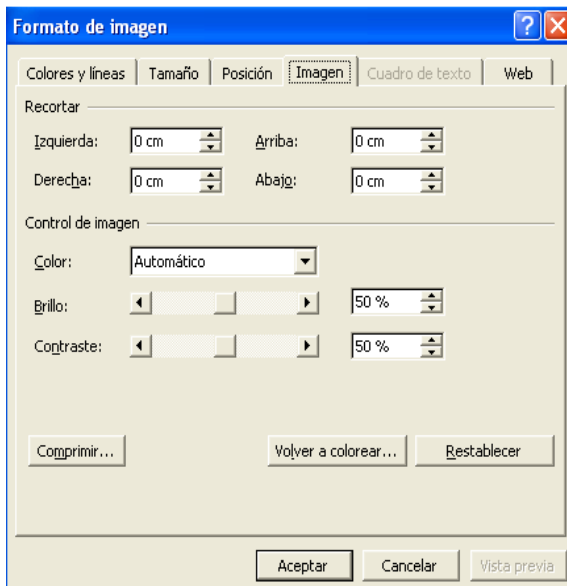 Formato de imagen
Colores y líneas Tamaño Posición Imagen Cuadro de texto Web
Recortar
Izquierda: 0 cm Arriba: 0 cm
Derecha: 0 cm Abajo: 0 cm
Control de imagen
Color: Automático
Brillo: 50 %
Contraste: 50 %
Comprimir... Volver a colorear... Restablecer
Aceptar Cancelar Vista previa